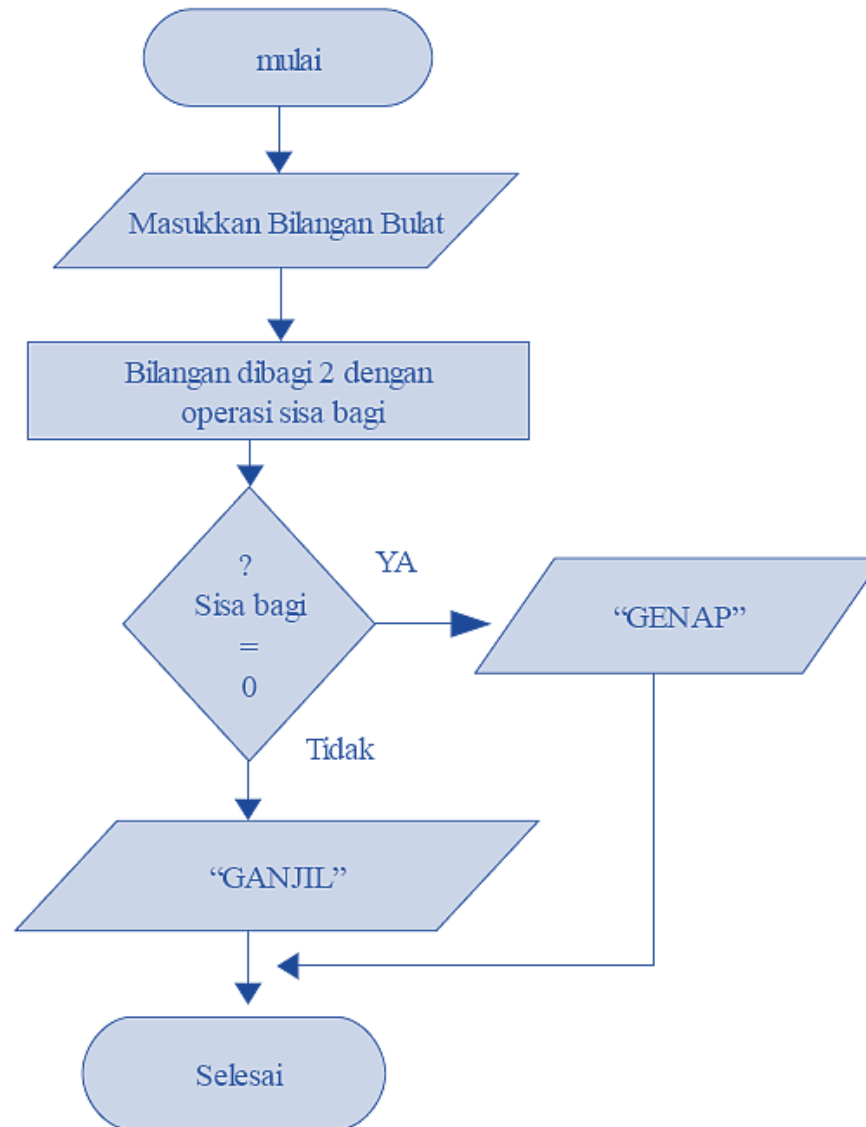 mulai
Masukkan Bilangan Bulat
Bilangan dibagi 2 dengan
operasi sisa bagi
?
Sisa bagi
=
0
YA
“GENAP”
Tidak
“GANJIL”
Selesai